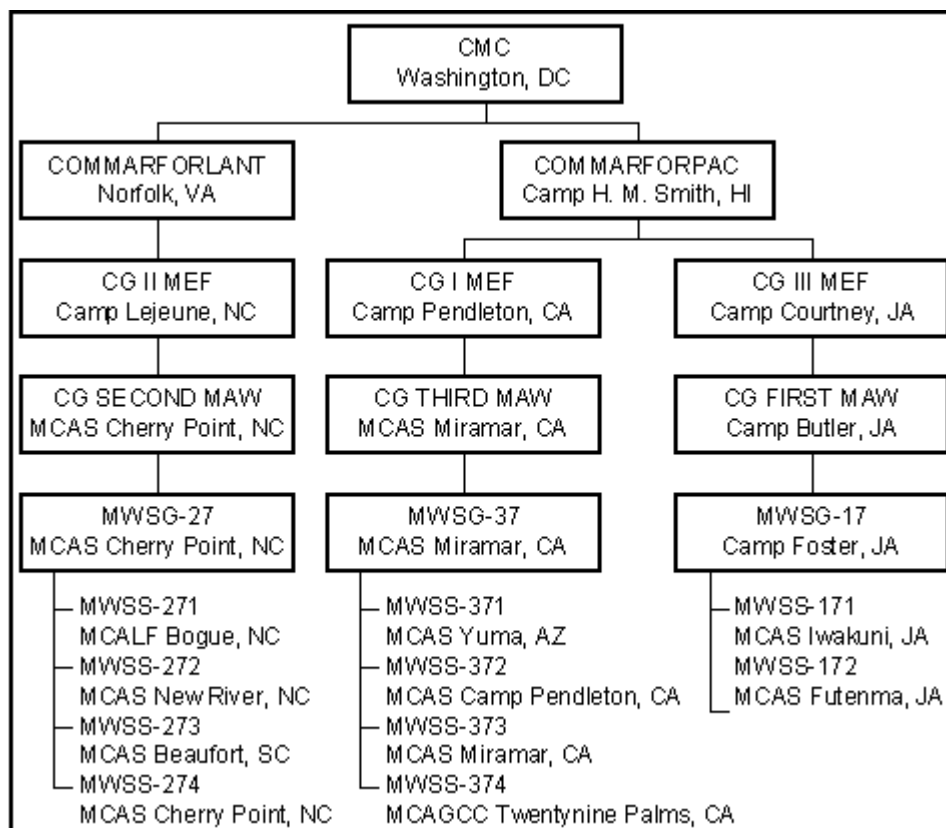 CMC
Washington, DC
COMMARFORLANT
Norfolk, VA
COMMARFORPAC
Camp H. M. Smith, HI
CG II MEF
Camp Lejeune, NC
CG I MEF
Camp Pendleton, CA
CG III MEF
Camp Courtney, JA
CG SECOND MAW
MCAS Cherry Point, NC
CG THIRD MAW
MCAS Miramar, CA
CG FIRST MAW
Camp Butler, JA
MWSG-27
MCAS Cherry Point, NC
MWSG-37
MCAS Miramar, CA
MWSG-17
Camp Foster, JA
MWSS-271
MCALF Bogue, NC
MWSS-272
MCAS New River, NC
MWSS-273
MCAS Beaufort, SC
MWSS-274
MCAS Cherry Point, NC
MWSS-371
MCAS Yuma, AZ
MWSS-372
MCAS Camp Pendleton, CA
MWSS-373
MCAS Miramar, CA
MWSS-374
MCAGCC Twentynine Palms, CA
MWSS-171
MCAS Iwakuni, JA
MWSS-172
MCAS Futenma, JA